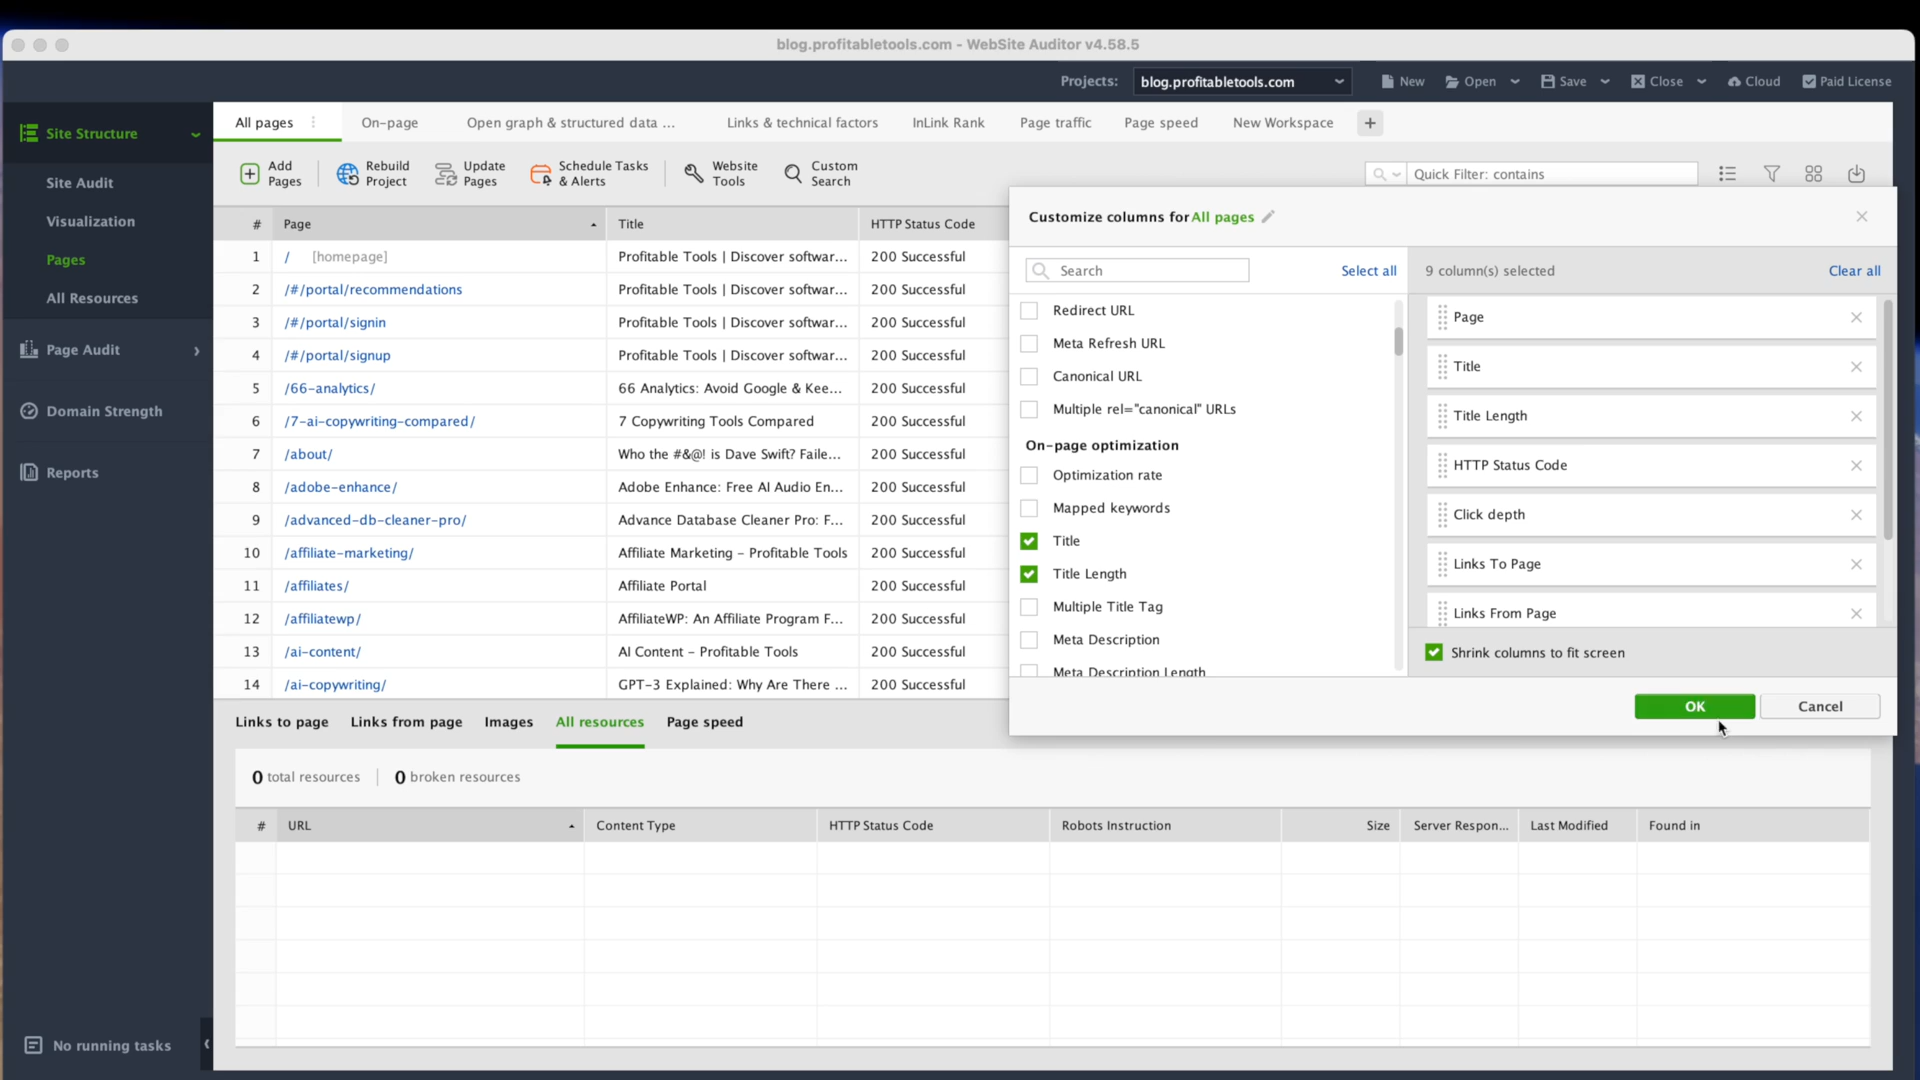 blog.profitabletools.com - WebSite Auditor v4.58.5
Projects: blog.profitabletools.com New Open Save Close Cloud Paid License
Site Structure
Site Audit
Visualization
Pages
All Resources
Page Audit
Domain Strength
Reports
No running tasks
All pages On-page Open graph & structured data ... Links & technical factors InLink Rank Page traffic Page speed New Workspace +
Add Pages Rebuild Project Update Pages Schedule Tasks & Alerts Website Tools Custom Search Quick Filter: contains
# Page Title HTTP Status Code
1 / [homepage] Profitable Tools | Discover softwar... 200 Successful
2 /#/portal/recommendations Profitable Tools | Discover softwar... 200 Successful
3 /#/portal/signin Profitable Tools | Discover softwar... 200 Successful
4 /#/portal/signup Profitable Tools | Discover softwar... 200 Successful
5 /66-analytics/ 66 Analytics: Avoid Google & Kee... 200 Successful
6 /7-ai-copywriting-compared/ 7 Copywriting Tools Compared 200 Successful
7 /about/ Who the #&@! is Dave Swift? Faile... 200 Successful
8 /adobe-enhance/ Adobe Enhance: Free AI Audio En... 200 Successful
9 /advanced-db-cleaner-pro/ Advance Database Cleaner Pro: F... 200 Successful
10 /affiliate-marketing/ Affiliate Marketing – Profitable Tools 200 Successful
11 /affiliates/ Affiliate Portal 200 Successful
12 /affiliatewp/ AffiliateWP: An Affiliate Program F... 200 Successful
13 /ai-content/ AI Content – Profitable Tools 200 Successful
14 /ai-copywriting/ GPT-3 Explained: Why Are There ... 200 Successful
Customize columns for All pages
Search Select all
Redirect URL
Meta Refresh URL
Canonical URL
Multiple rel="canonical" URLs
On-page optimization
Optimization rate
Mapped keywords
Title
Title Length
Multiple Title Tag
Meta Description
Meta Description Length
9 column(s) selected Clear all
Page
Title
Title Length
HTTP Status Code
Click depth
Links To Page
Links From Page
Shrink columns to fit screen
OK Cancel
Links to page Links from page Images All resources Page speed
0 total resources 0 broken resources
# URL Content Type HTTP Status Code Robots Instruction Size Server Respon... Last Modified Found in